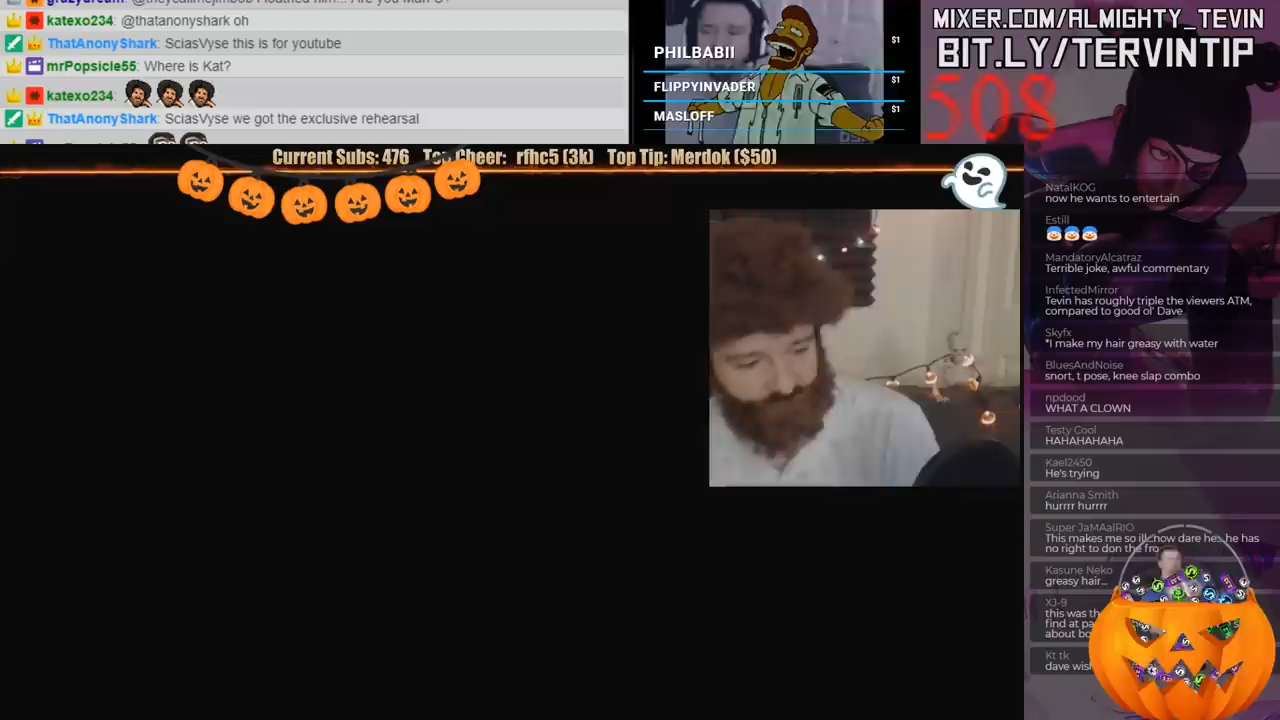 katexo234: @thatanonyshark oh
ThatAnonyShark: SciasVyse this is for youtube
mrPopsicle55: Where is Kat?
katexo234:
ThatAnonyShark: SciasVyse we got the exclusive rehearsal
PHILBABII $1
FLIPPYINVADER $1
MASLOFF $1
MIXER.COM/ALMIGHTY_TEVIN
BIT.LY/TERVINTIP
508
Current Subs: 476 Top Cheer: rfhc5 (3k) Top Tip: Merdok ($50)
NatalKOG
now he wants to entertain
Estill
MandatoryAlcatraz
Terrible joke, awful commentary
InfectedMirror
Tevin has roughly triple the viewers ATM,
compared to good ol' Dave
Skyfx
*I make my hair greasy with water
BluesAndNoise
snort, t pose, knee slap combo
npdood
WHAT A CLOWN
Testy Cool
HAHAHAHAHA
Kael2450
He's trying
Arianna Smith
hurrr hurrr
Super JaMAalRIO
This makes me so ill...how dare he...he has
no right to don the fro
Kasune Neko
greasy hair...
XJ-9
this was
find at
about
Kt tk
dave